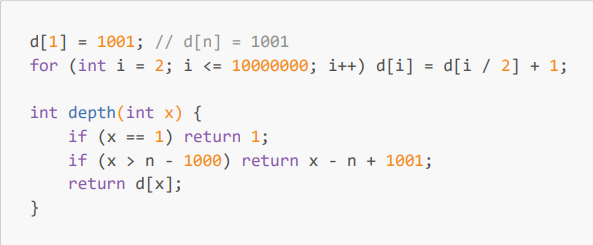 d[1] = 1001; // d[n] = 1001
for (int i = 2; i <= 10000000; i++) d[i] = d[i / 2] + 1;

int depth(int x) {
    if (x == 1) return 1;
    if (x > n - 1000) return x - n + 1001;
    return d[x];
}